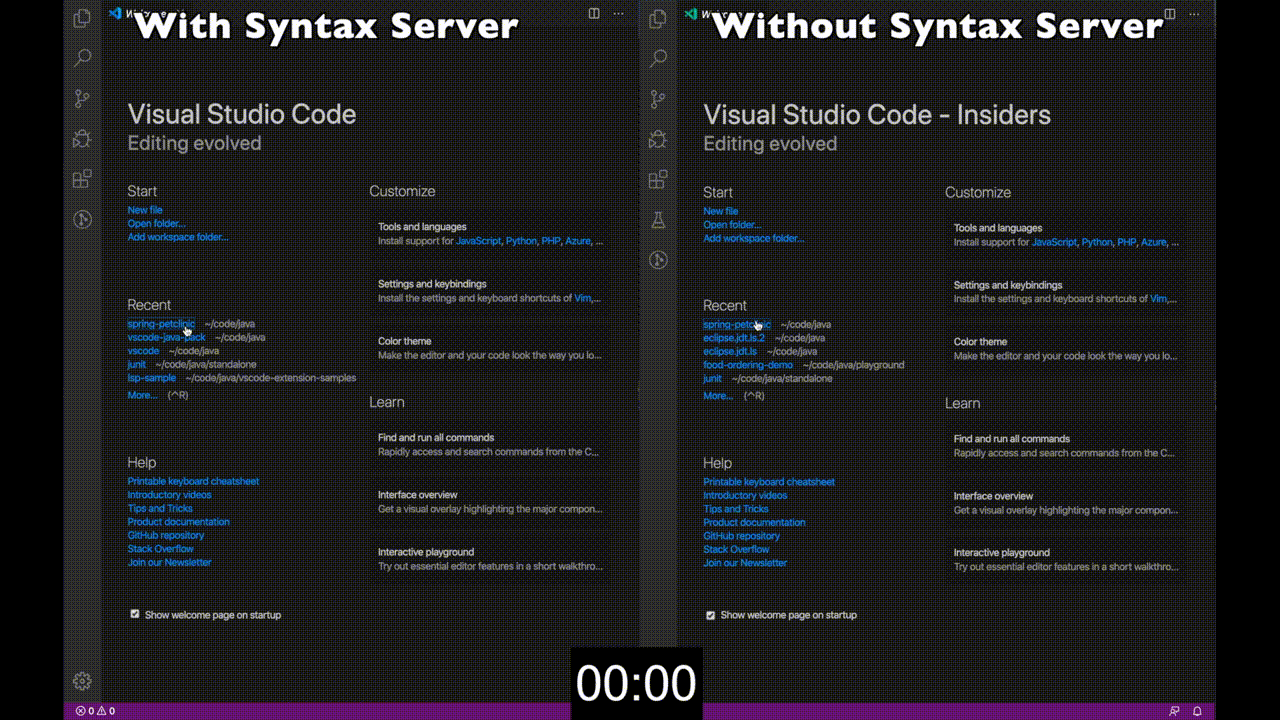 With Syntax Server
Visual Studio Code
Editing evolved
Start
New file
Open folder...
Add workspace folder...
Recent
spring-petclinic ~/code/java
vscode-java-pack ~/code/java
vscode ~/code/java
junit ~/code/java/standalone
lsp-sample ~/code/java/vscode-extension-samples
More... (^R)
Help
Printable keyboard cheatsheet
Introductory videos
Tips and Tricks
Product documentation
GitHub repository
Stack Overflow
Join our Newsletter
Show welcome page on startup
Customize
Tools and languages
Install support for JavaScript, Python, PHP, Azure, ...
Settings and keybindings
Install the settings and keyboard shortcuts of Vim,...
Color theme
Make the editor and your code look the way you lo...
Learn
Find and run all commands
Rapidly access and search commands from the C...
Interface overview
Get a visual overlay highlighting the major compon...
Interactive playground
Try out essential editor features in a short walkthro...
Without Syntax Server
Visual Studio Code - Insiders
Editing evolved
Start
New file
Open folder...
Add workspace folder...
Recent
spring-petclinic ~/code/java
eclipse.jdt.ls.2 ~/code/java
eclipse.jdt.ls ~/code/java
food-ordering-demo ~/code/java/playground
junit ~/code/java/standalone
More... (^R)
Help
Printable keyboard cheatsheet
Introductory videos
Tips and Tricks
Product documentation
GitHub repository
Stack Overflow
Join our Newsletter
Show welcome page on startup
Customize
Tools and languages
Install support for JavaScript, Python, PHP, Azure, ...
Settings and keybindings
Install the settings and keyboard shortcuts of Vim,...
Color theme
Make the editor and your code look the way you lo...
Learn
Find and run all commands
Rapidly access and search commands from the C...
Interface overview
Get a visual overlay highlighting the major compon...
Interactive playground
Try out essential editor features in a short walkthro...
00:00
0 0